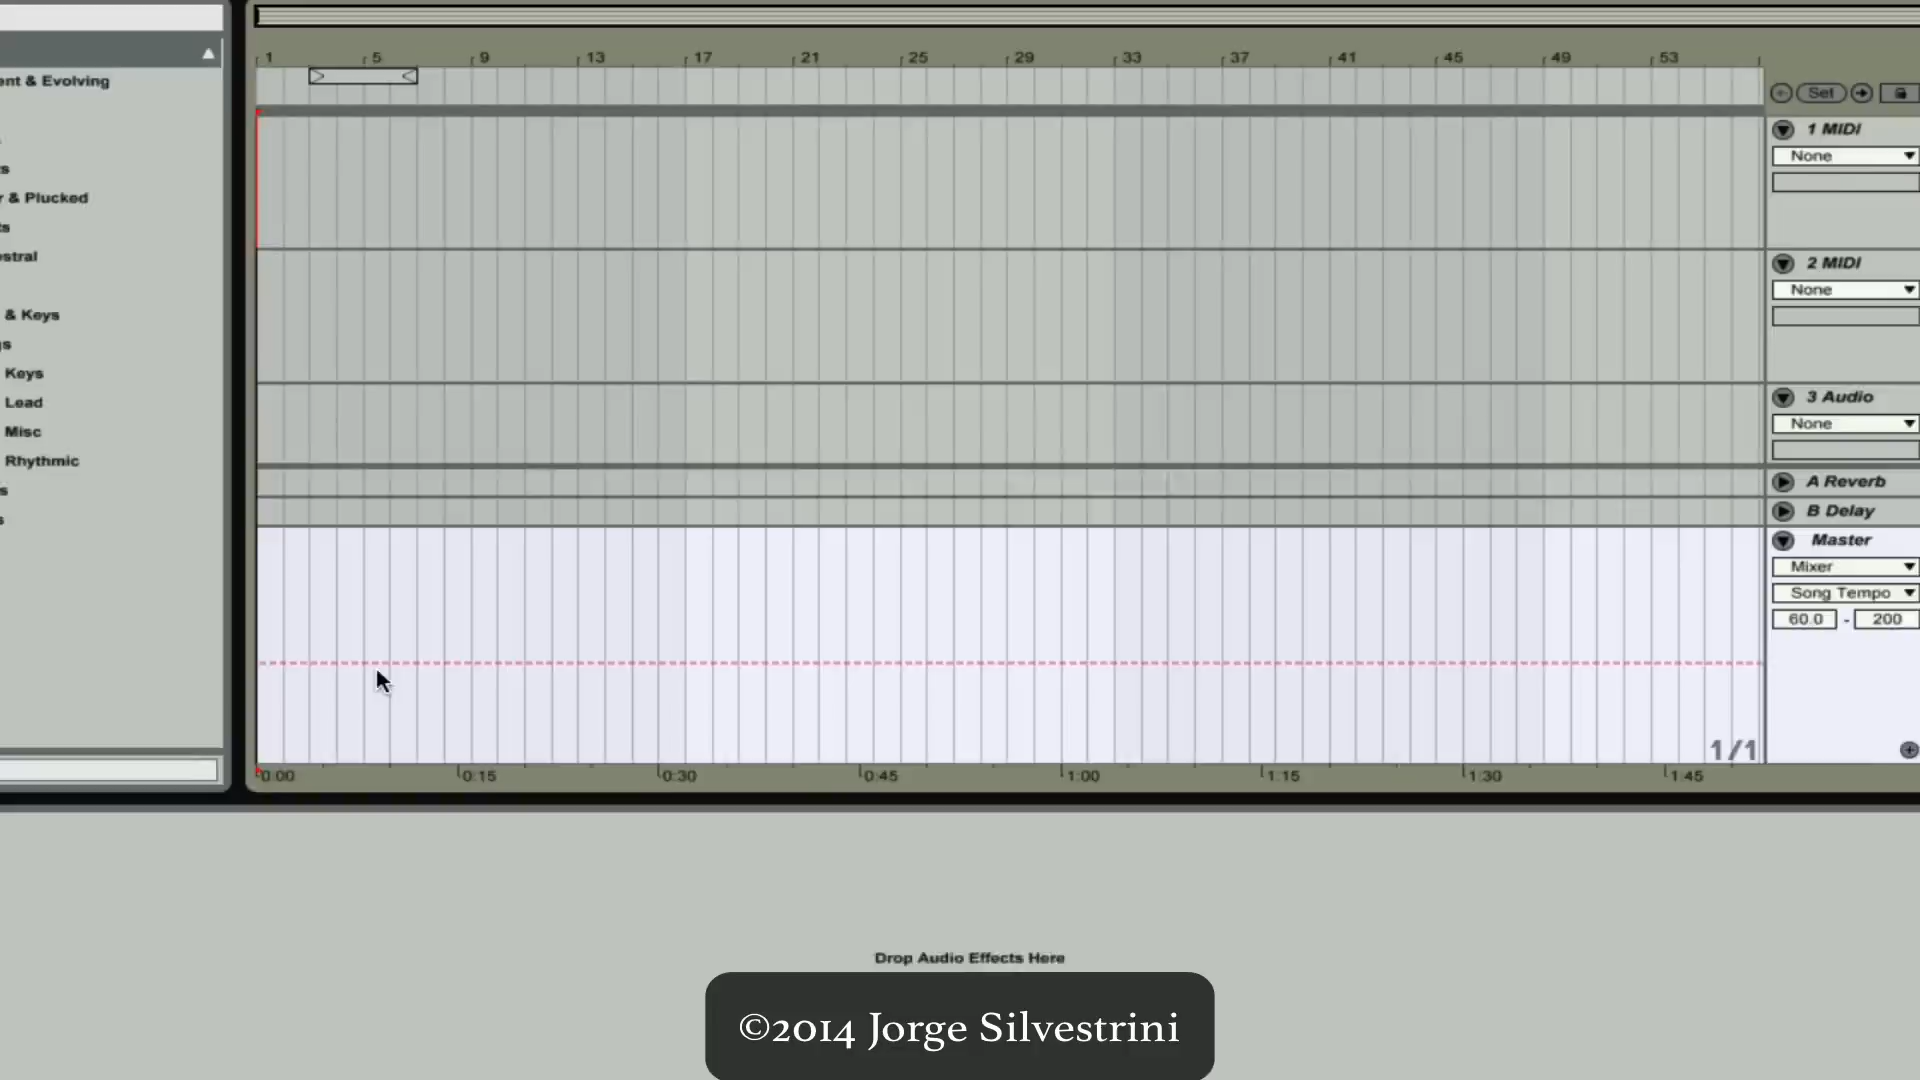 1 5 9 13 17 21 25 29 33 37 41 45 49 53
Set
ent & Evolving
s
r & Plucked
ts
estral
& Keys
gs
Keys
Lead
Misc
Rhythmic
s
s
1 MIDI
None
2 MIDI
None
3 Audio
None
A Reverb
B Delay
Master
Mixer
Song Tempo
60.0 - 200
1/1
0:00 0:15 0:30 0:45 1:00 1:15 1:30 1:45
Drop Audio Effects Here
©2014 Jorge Silvestrini